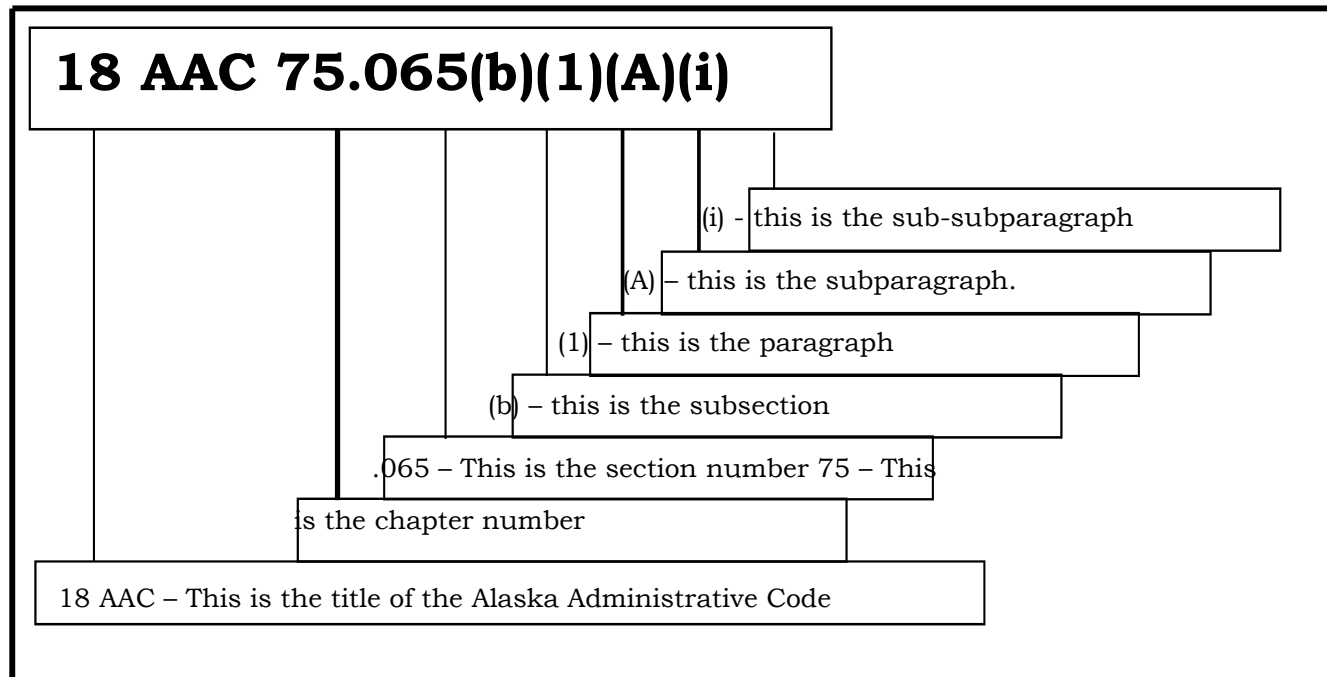 18 AAC 75.065(b)(1)(A)(i)
(i) - this is the sub-subparagraph
(A) – this is the subparagraph.
(1) – this is the paragraph
(b) – this is the subsection
.065 – This is the section number 75 – This
is the chapter number
18 AAC – This is the title of the Alaska Administrative Code